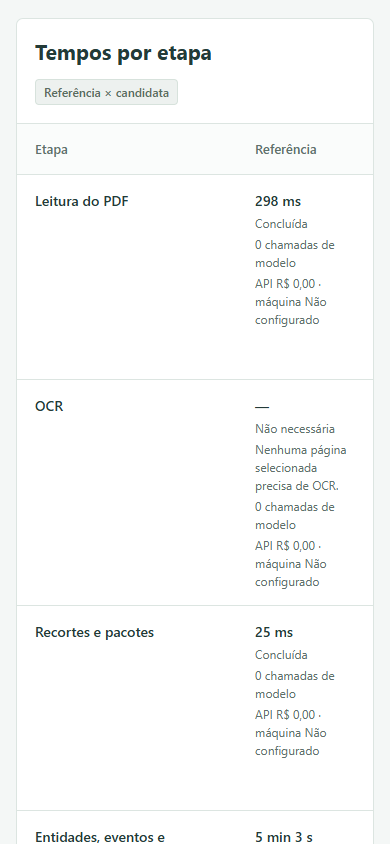 Tempos por etapa
Referência × candidata
Etapa
Referência
Leitura do PDF
298 ms
Concluída
0 chamadas de
modelo
API R$ 0,00 ·
máquina Não
configurado
OCR
—
Não necessária
Nenhuma página
selecionada
precisa de OCR.
0 chamadas de
modelo
API R$ 0,00 ·
máquina Não
configurado
Recortes e pacotes
25 ms
Concluída
0 chamadas de
modelo
API R$ 0,00 ·
máquina Não
configurado
Entidades, eventos e
5 min 3 s